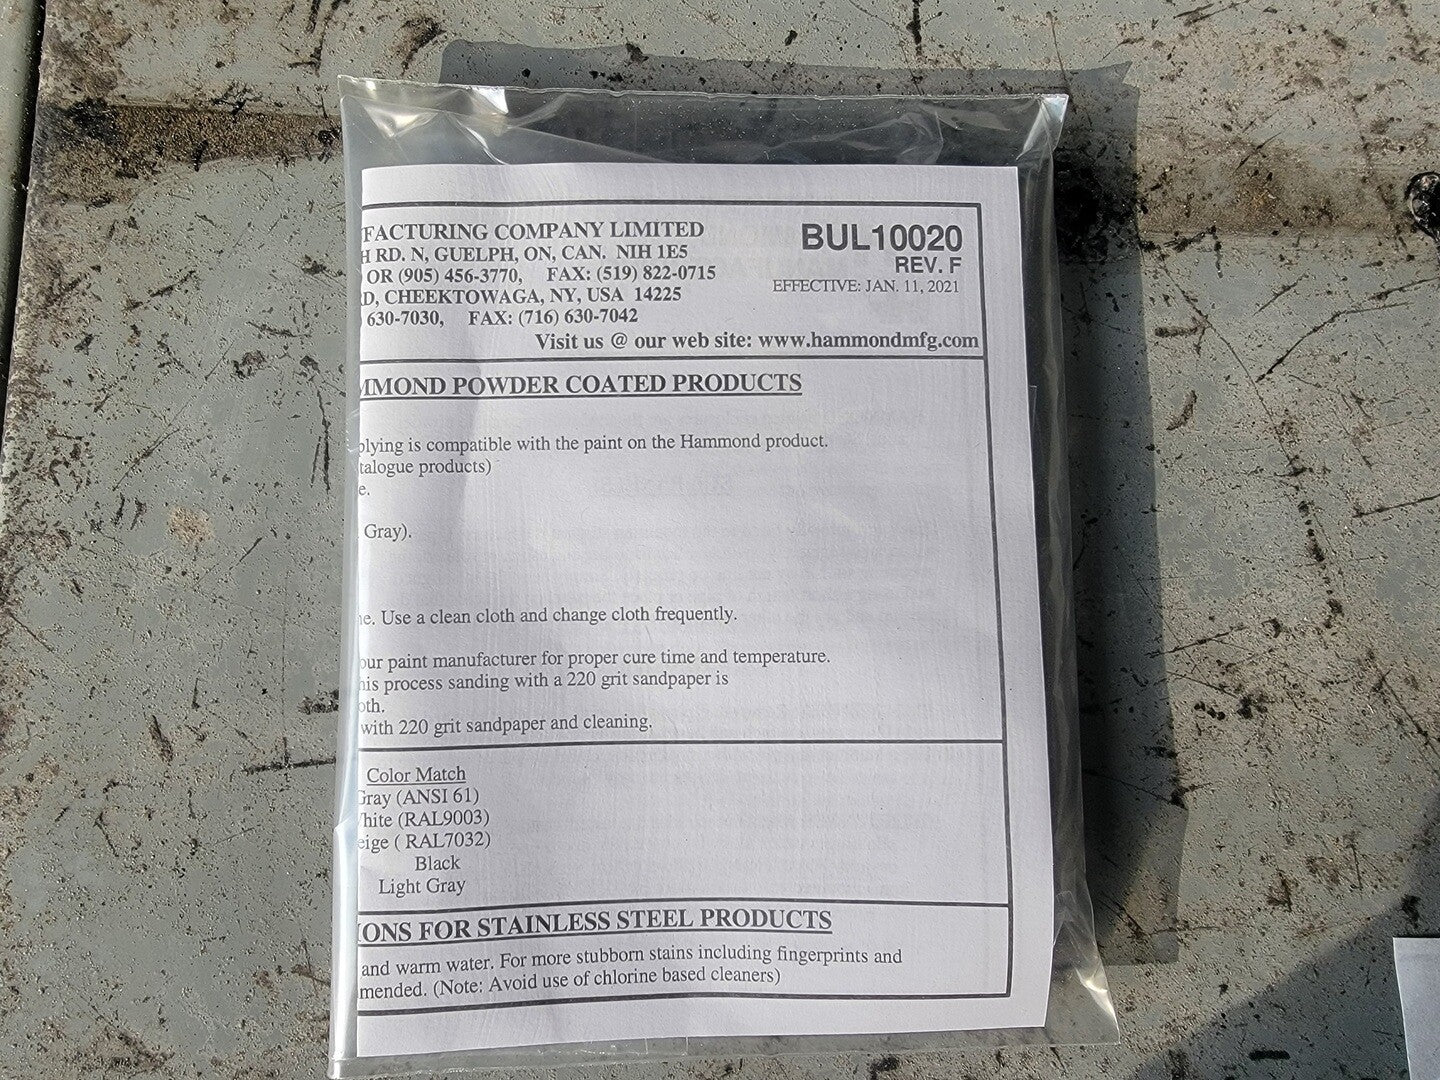 FACTURING COMPANY LIMITED
H RD. N, GUELPH, ON, CAN. NIH 1E5
OR (905) 456-3770, FAX: (519) 822-0715
D, CHEEKTOWAGA, NY, USA 14225
630-7030, FAX: (716) 630-7042
BUL10020
REV. F
EFFECTIVE: JAN. 11, 2021
Visit us @ our web site: www.hammondmfg.com
MMOND POWDER COATED PRODUCTS
plying is compatible with the paint on the Hammond product.
talogue products)
e.
Gray).
ne. Use a clean cloth and change cloth frequently.
our paint manufacturer for proper cure time and temperature.
his process sanding with a 220 grit sandpaper is
oth.
with 220 grit sandpaper and cleaning.
Color Match
Gray (ANSI 61)
hite (RAL9003)
eige ( RAL7032)
Black
Light Gray
IONS FOR STAINLESS STEEL PRODUCTS
and warm water. For more stubborn stains including fingerprints and
mended. (Note: Avoid use of chlorine based cleaners)